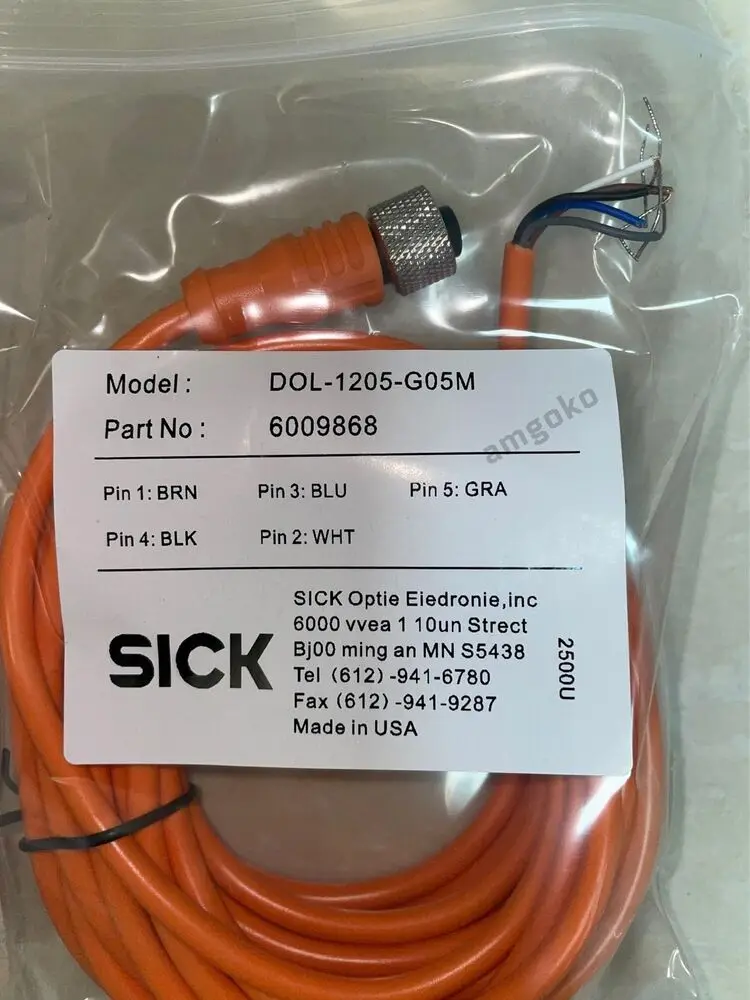 Model : DOL-1205-G05M
Part No : 6009868
amgoko
Pin 1: BRN Pin 3: BLU Pin 5: GRA
Pin 4: BLK Pin 2: WHT
SICK
SICK Optie Eiedronie,inc
6000 vvea 1 10un Strect
Bj00 ming an MN S5438
Tel (612) -941-6780
Fax (612) -941-9287
Made in USA
2500U